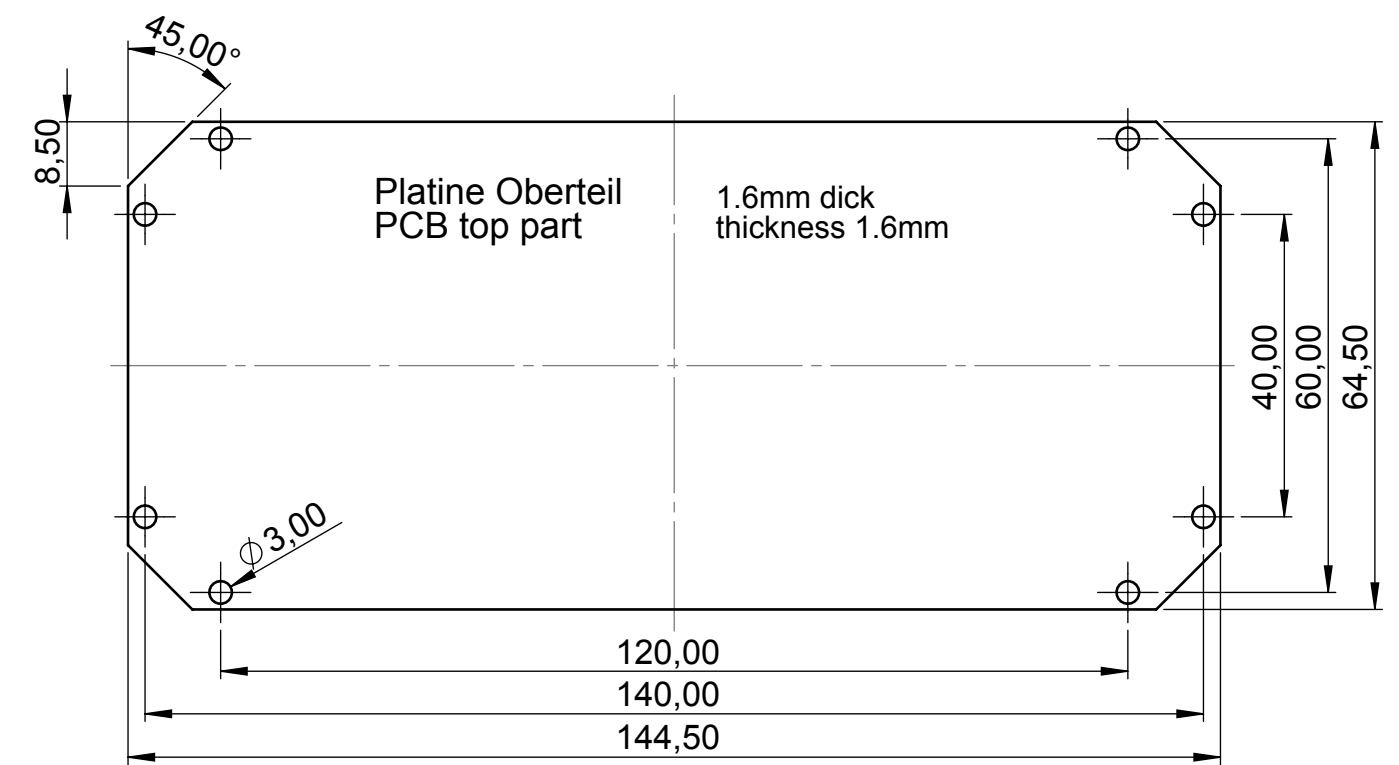 45,00°
8,50
Platine Oberteil
PCB top part
1.6mm dick
thickness 1.6mm
40,00
60,00
64,50
∅ 3,00
120,00
140,00
144,50